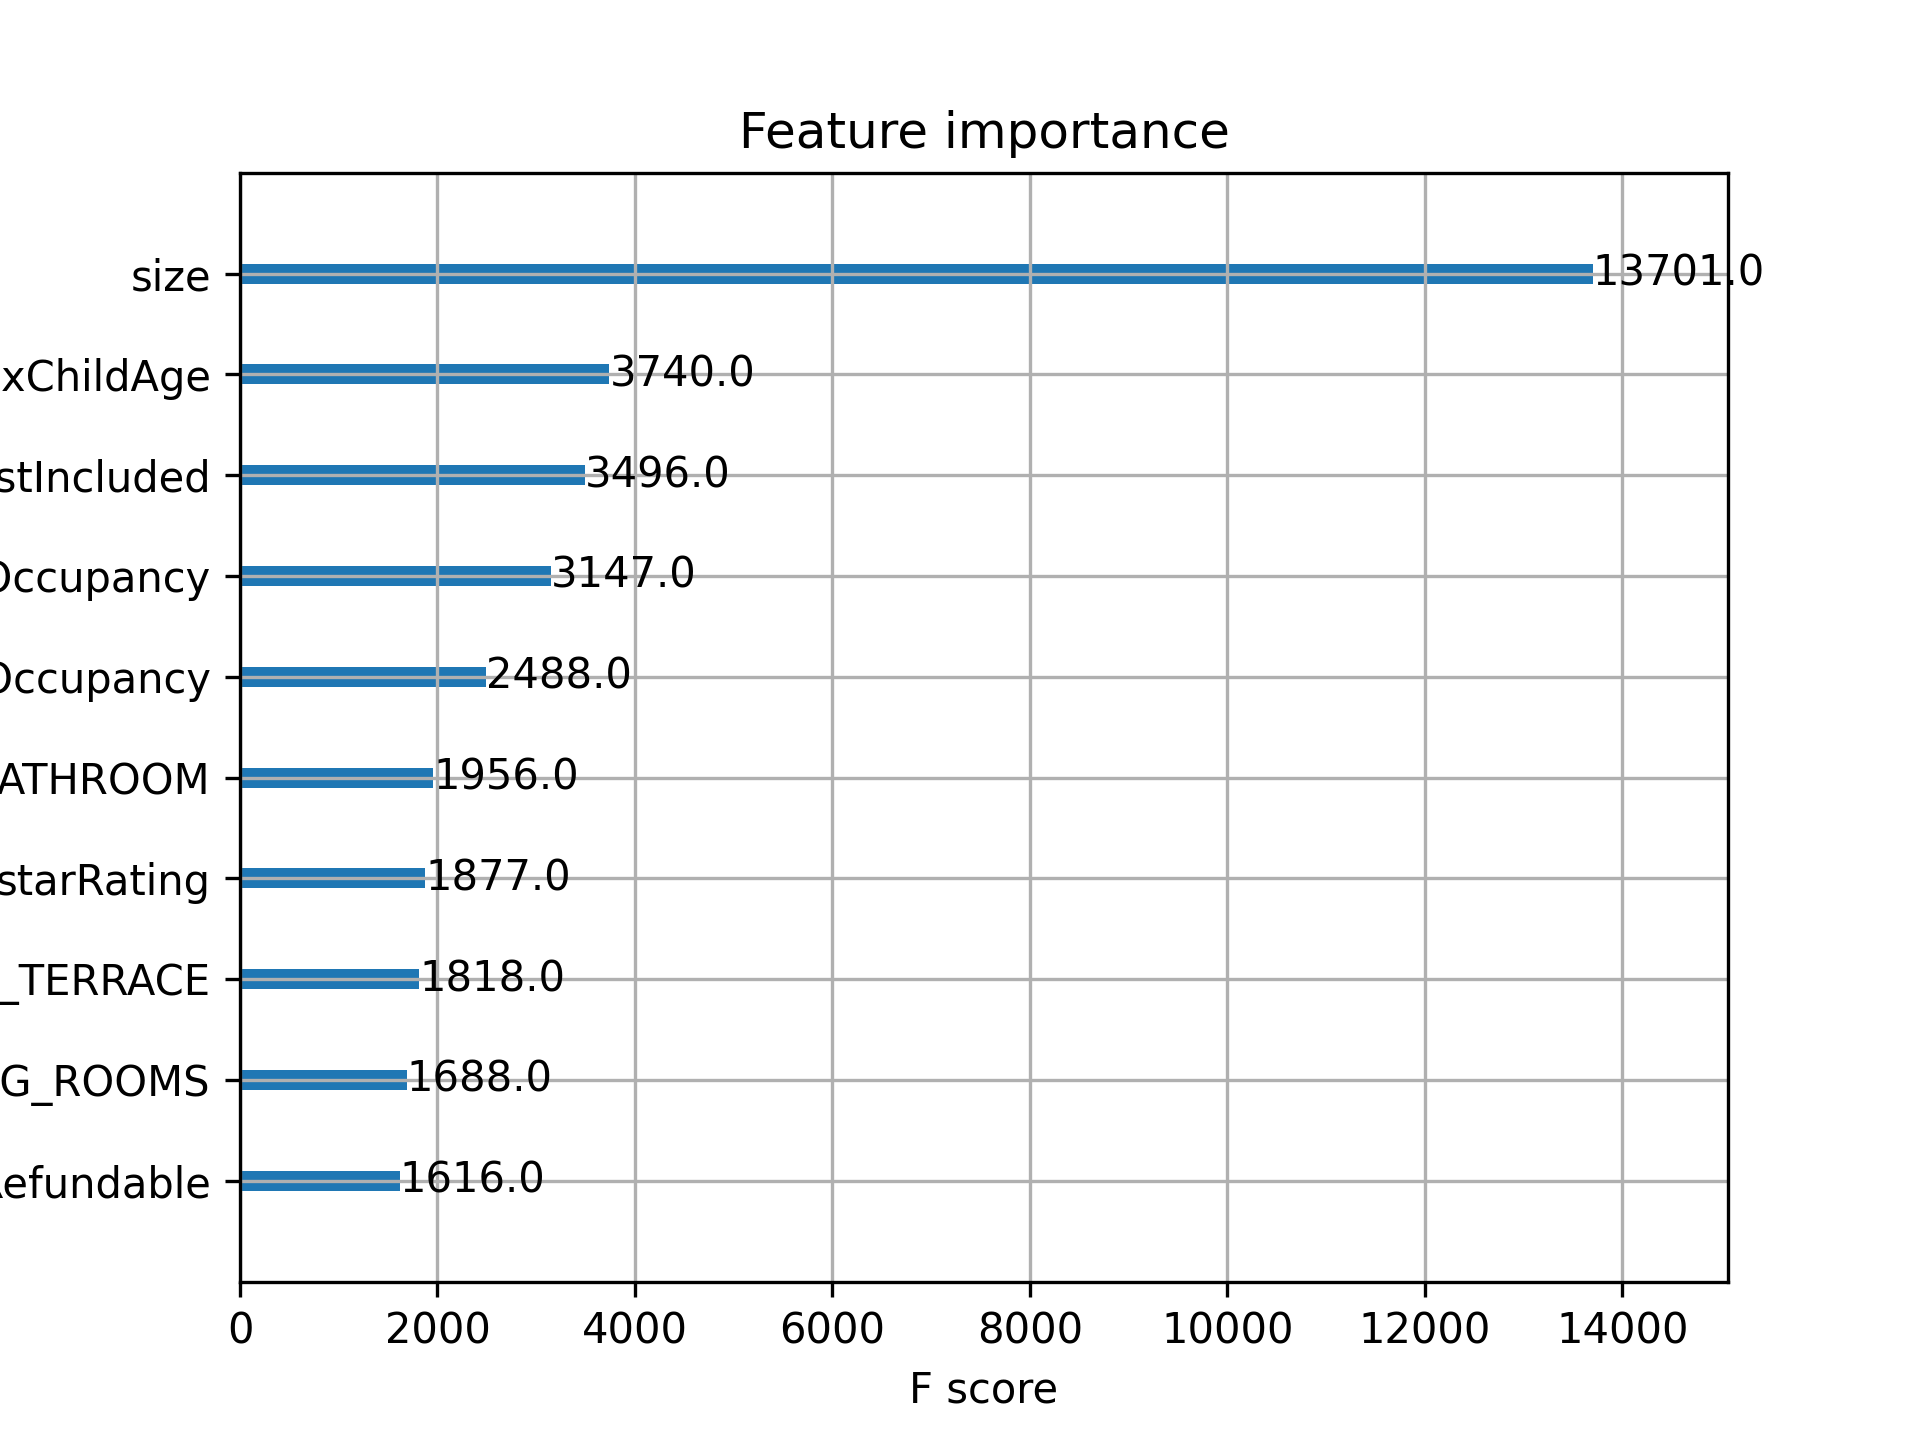 Feature importance
size 13701.0
xChildAge 3740.0
stIncluded 3496.0
Occupancy 3147.0
Occupancy 2488.0
ATHROOM 1956.0
starRating 1877.0
_TERRACE 1818.0
G_ROOMS 1688.0
Refundable 1616.0
0 2000 4000 6000 8000 10000 12000 14000
F score